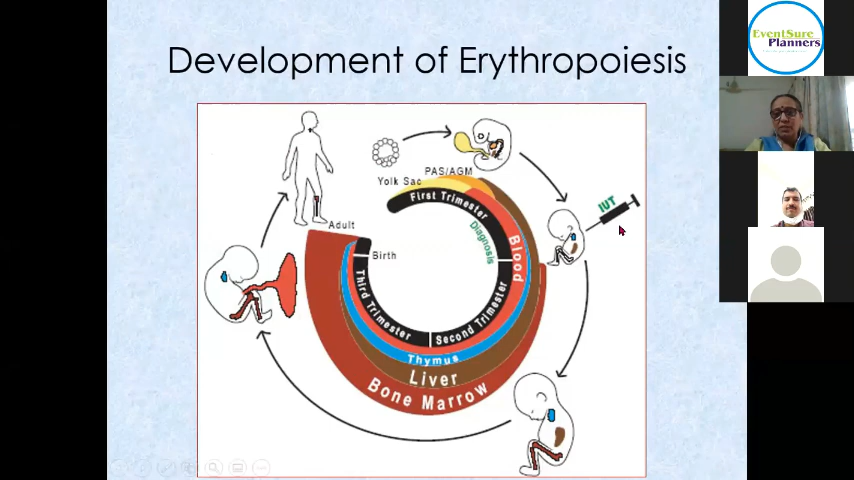 Development of Erythropoiesis
EventSure
Planners
PAS/AGM
Yolk Sac
First Trimester
IUT
Diagnosis
Blood
Adult
Birth
Third Trimester
Second Trimester
Thymus
Liver
Bone Marrow